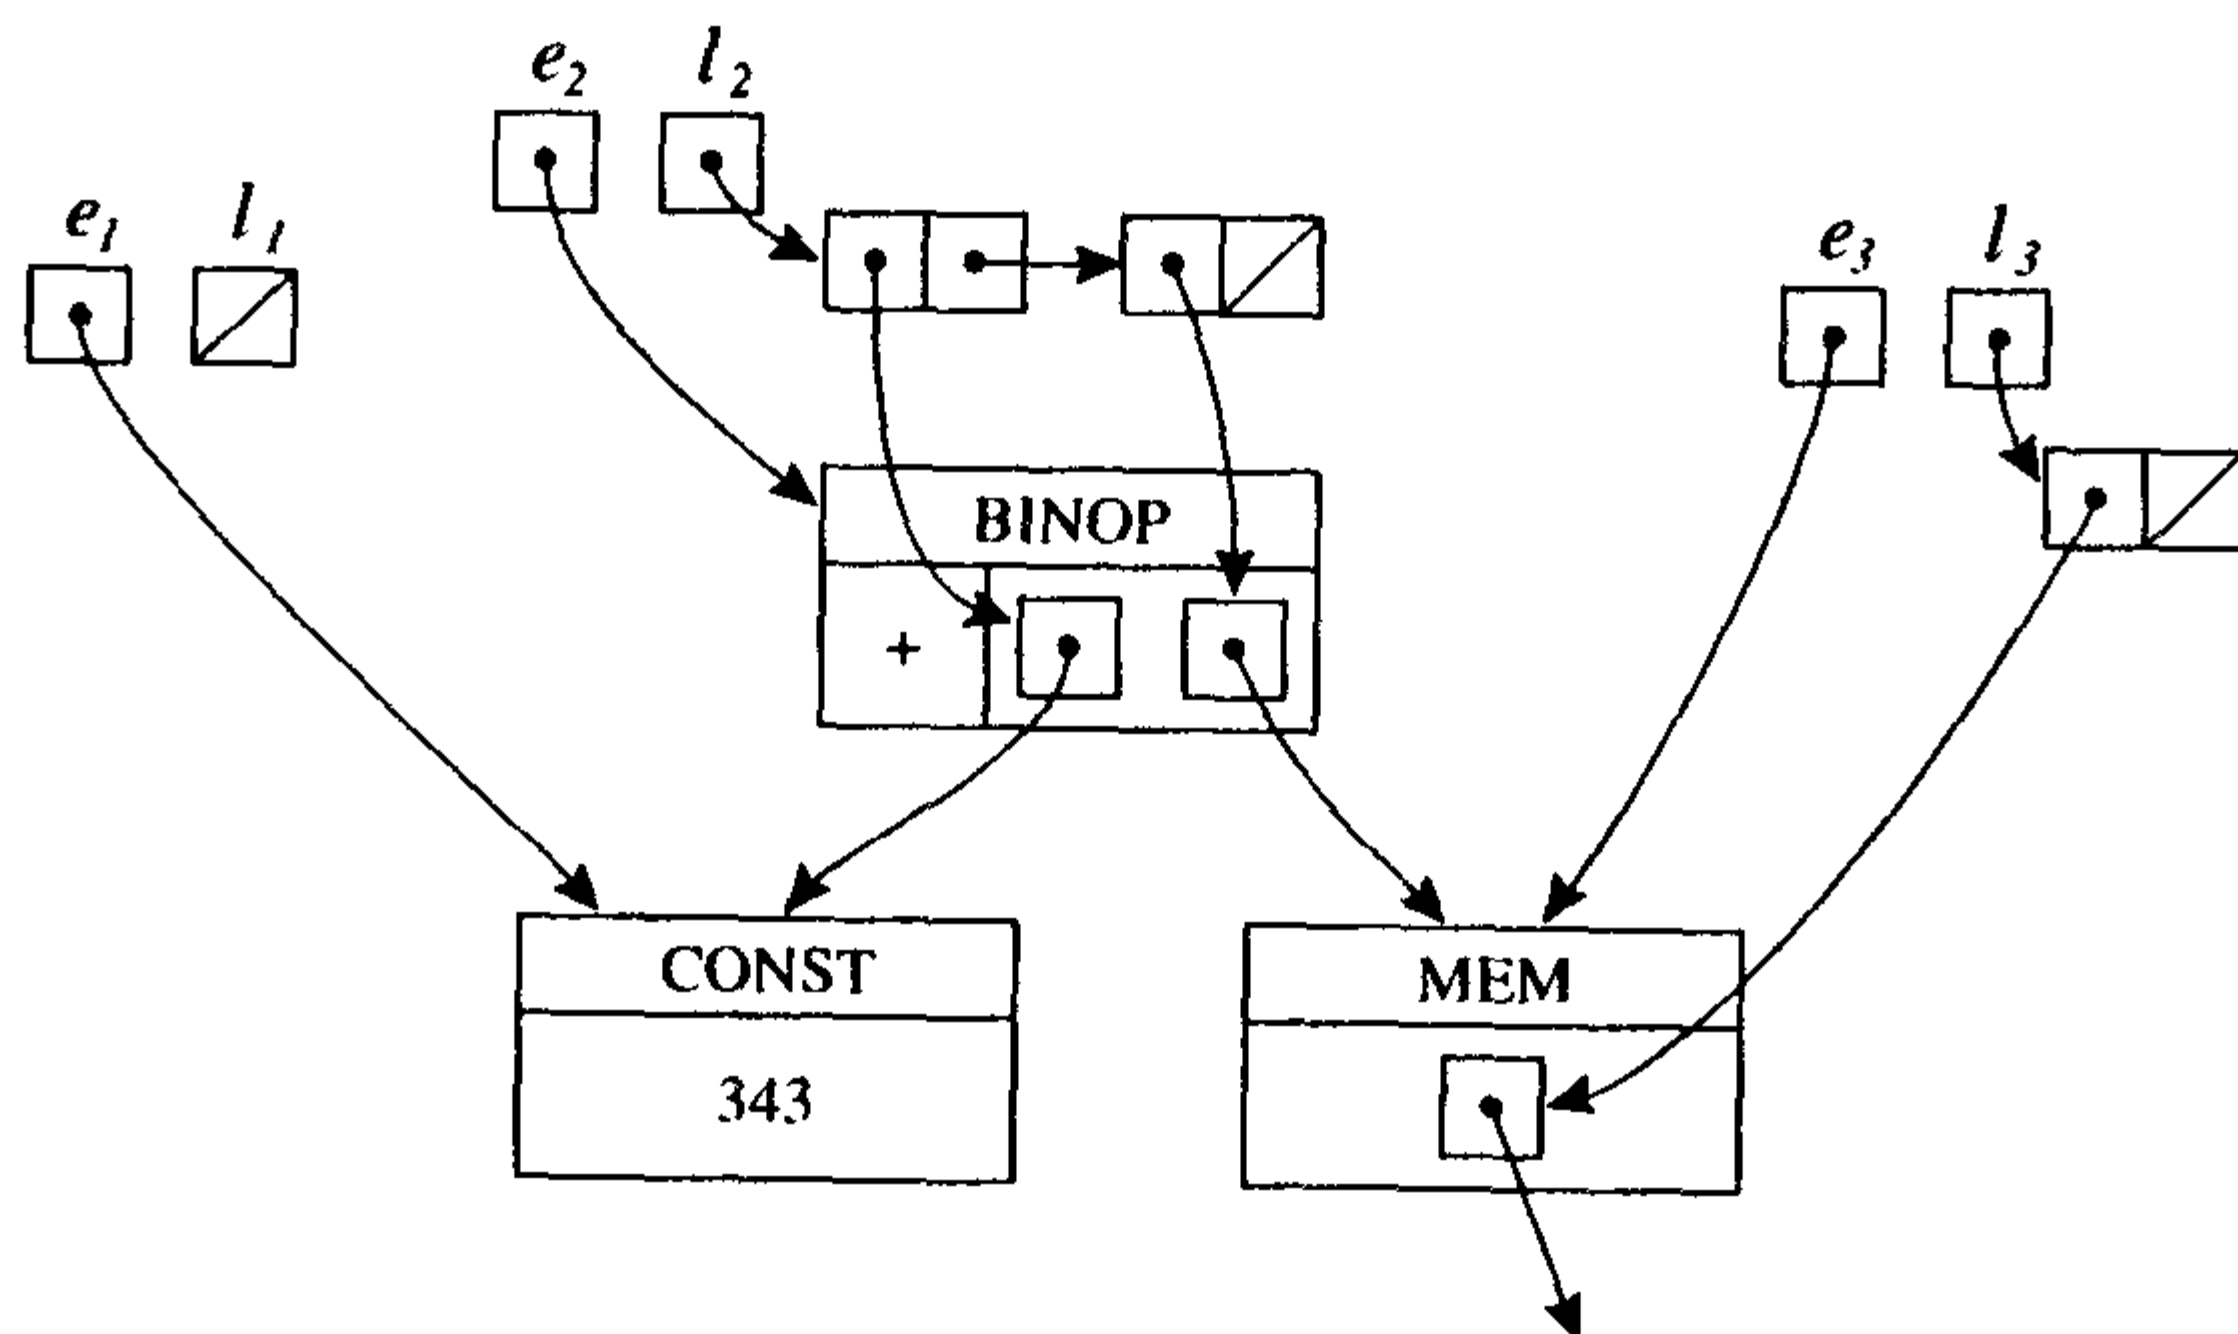 e₂ l₂
e₁ l₁
e₃ l₃
BINOP
+
CONST
MEM
343